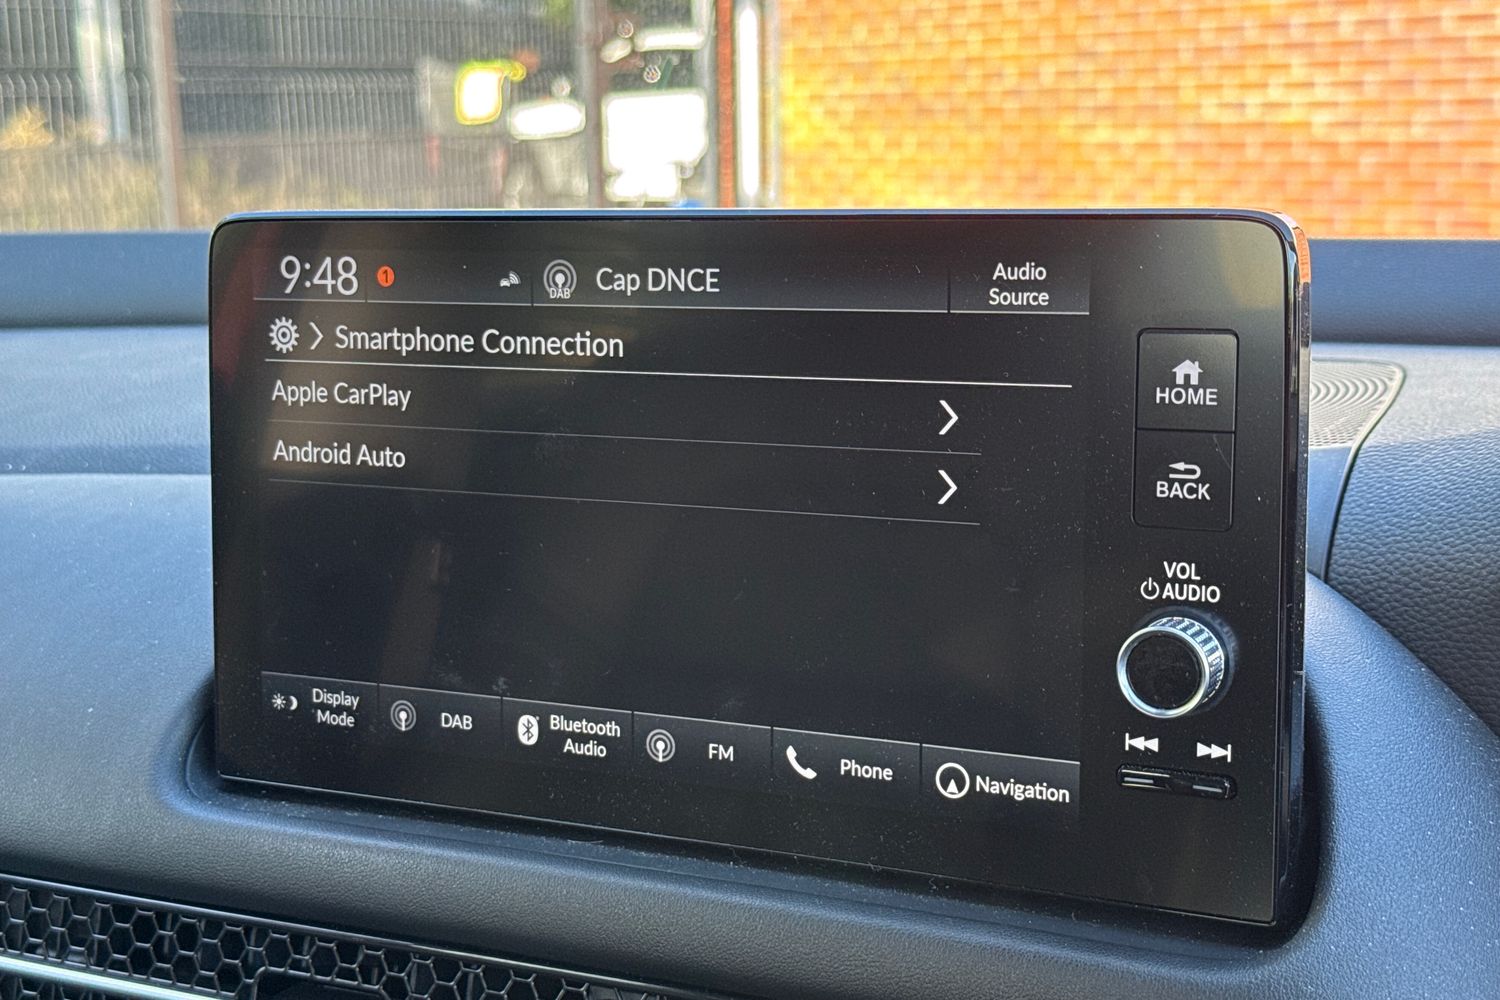 9:48 1 DAB Cap DNCE Audio
Source
Smartphone Connection
Apple CarPlay
Android Auto
Display
Mode
DAB
Bluetooth
Audio
FM
Phone
Navigation
HOME
BACK
VOL
AUDIO